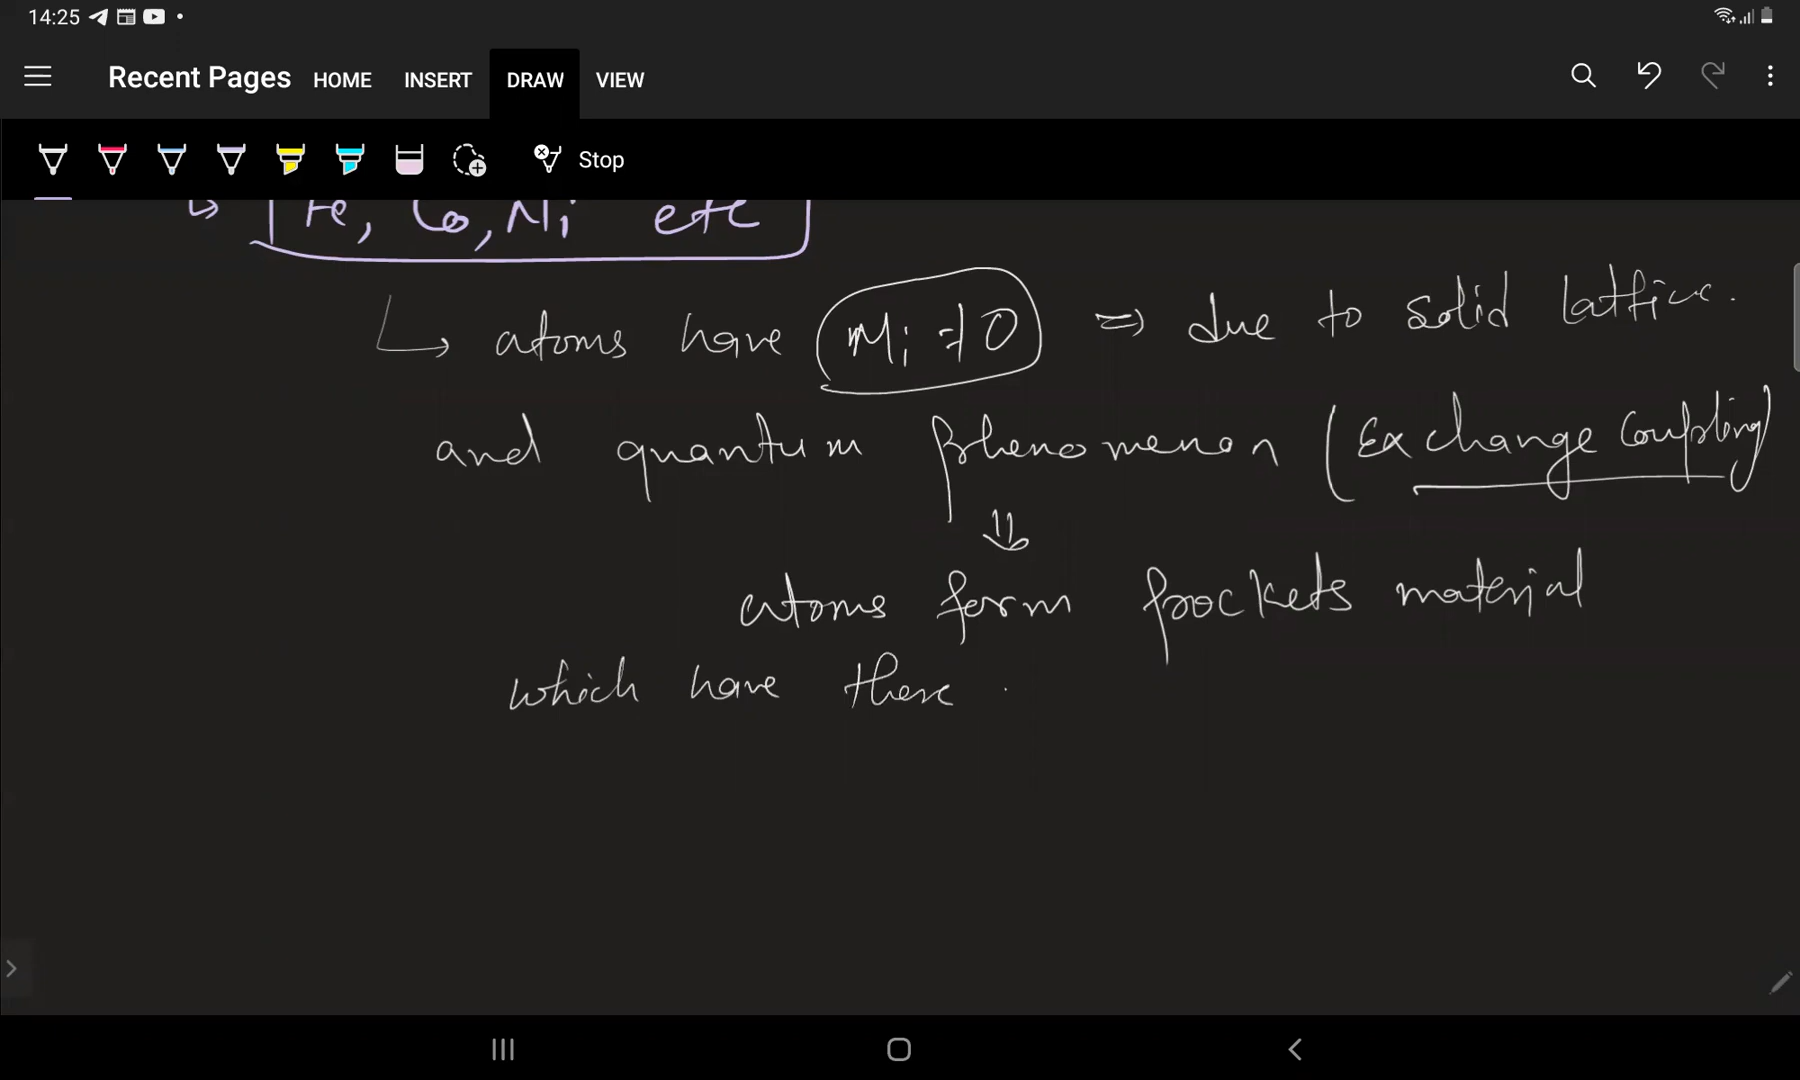 14:25
Recent Pages HOME INSERT DRAW VIEW
Stop
↳ Fe, Co, Ni etc
↳ atoms have Mi ≠ 0 => due to solid lattice.
and quantum phenomenon (Exchange Coupling)
⇓
atoms form pockets material
which have there